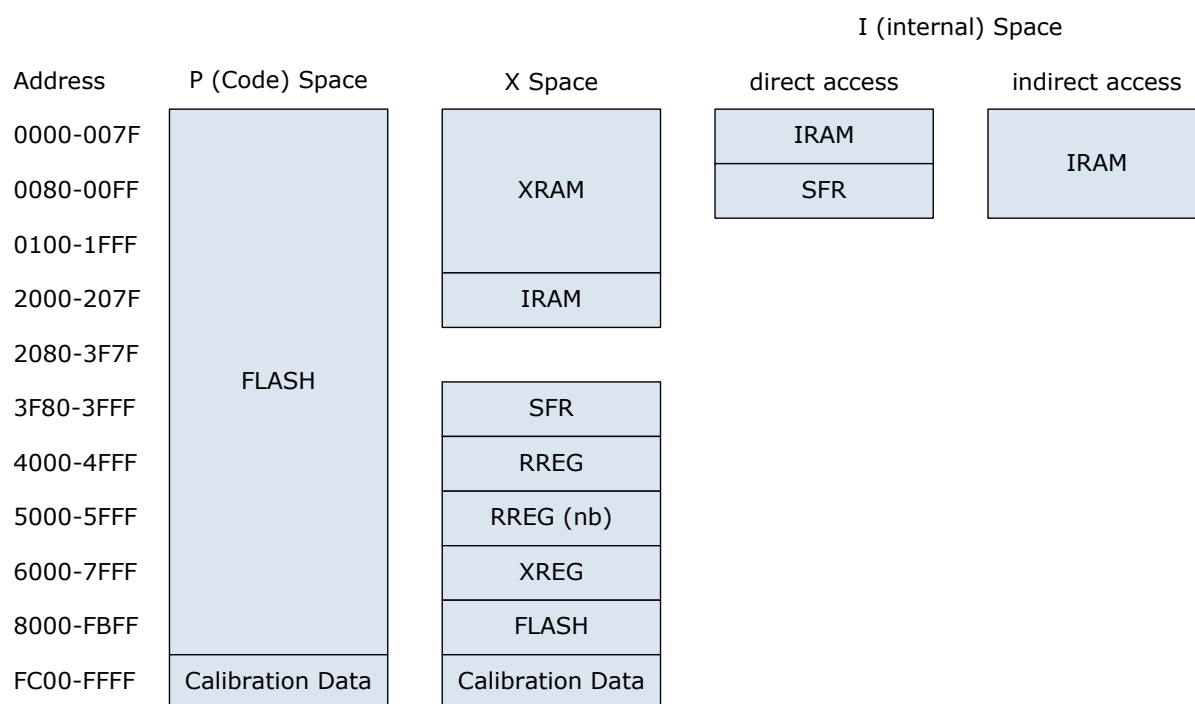 I (internal) Space
Address P (Code) Space X Space direct access indirect access
0000-007F IRAM
IRAM
0080-00FF XRAM SFR
0100-1FFF
2000-207F IRAM
2080-3F7F
FLASH
3F80-3FFF SFR
4000-4FFF RREG
5000-5FFF RREG (nb)
6000-7FFF XREG
8000-FBFF FLASH
FC00-FFFF Calibration Data Calibration Data